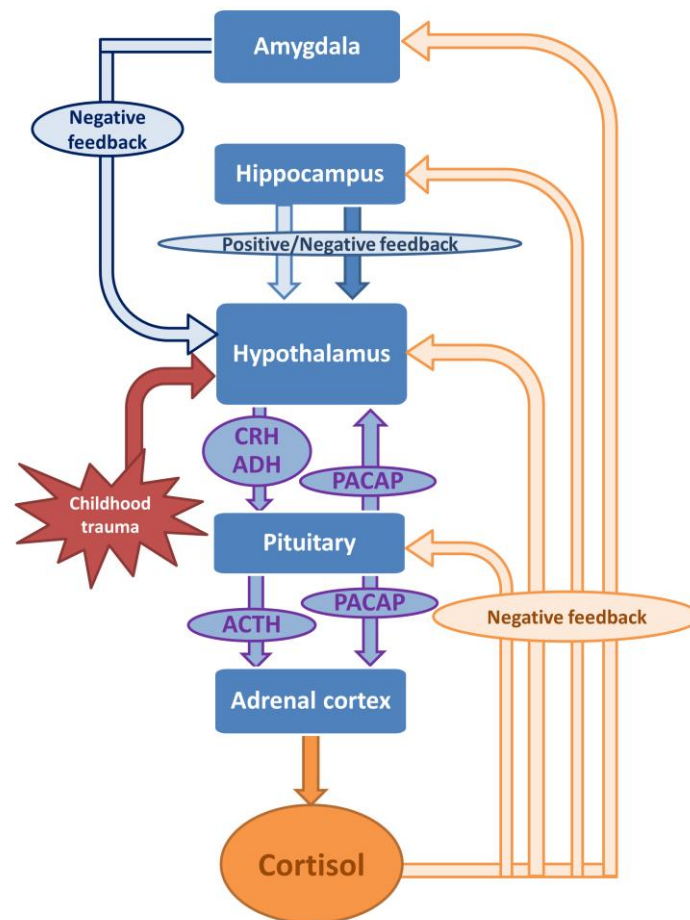 Amygdala
Negative
feedback
Hippocampus
Positive/Negative feedback
Hypothalamus
CRH
ADH
PACAP
Childhood
trauma
Pituitary
PACAP
ACTH
Negative feedback
Adrenal cortex
Cortisol